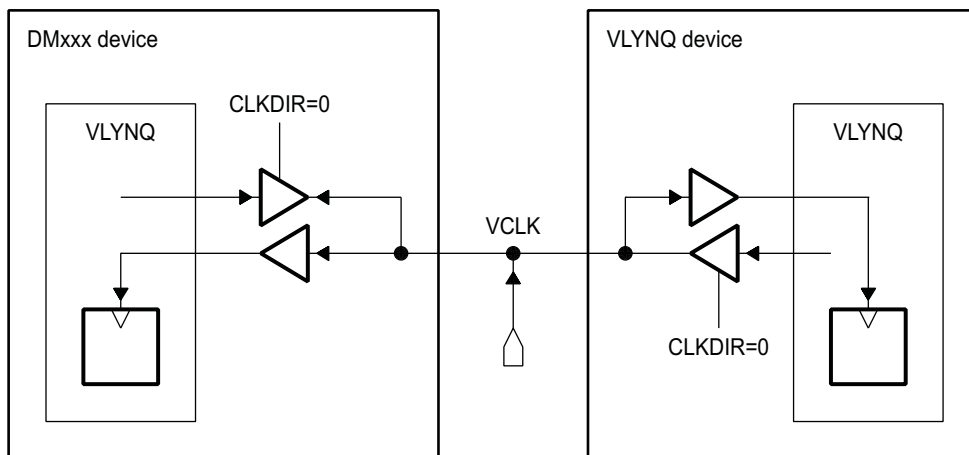 DMxxx device
VLYNQ device
CLKDIR=0
VLYNQ
VLYNQ
VCLK
CLKDIR=0